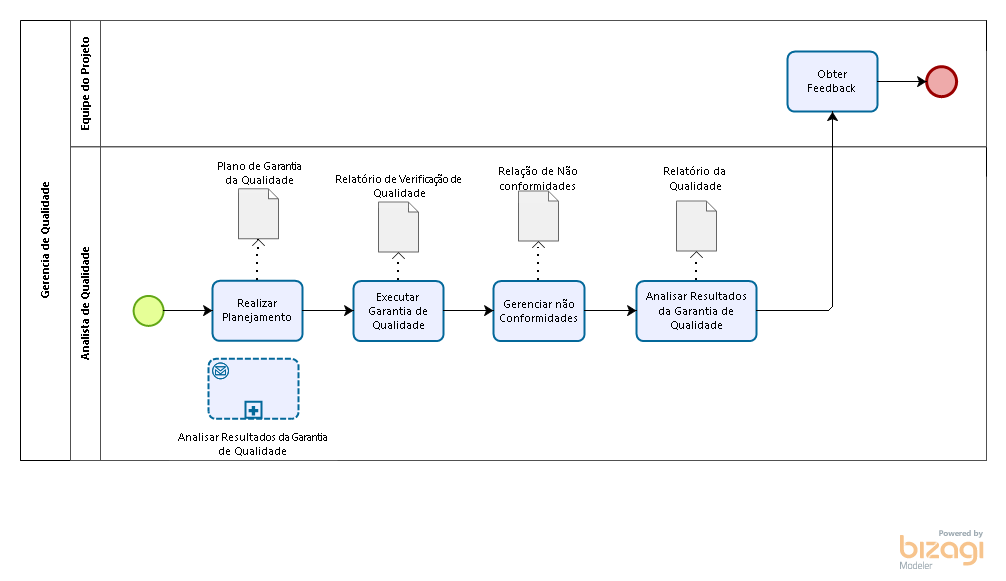 Gerencia de Qualidade
Equipe do Projeto
Obter
Feedback
Analista de Qualidade
Plano de Garantia
da Qualidade
Relatório de Verificação de
Qualidade
Relação de Não
conformidades
Relatório da
Qualidade
Realizar
Planejamento
Executar
Garantia de
Qualidade
Gerenciar não
Conformidades
Analisar Resultados
da Garantia de
Qualidade
Analisar Resultados da Garantia
de Qualidade
Powered by
bizagi
Modeler